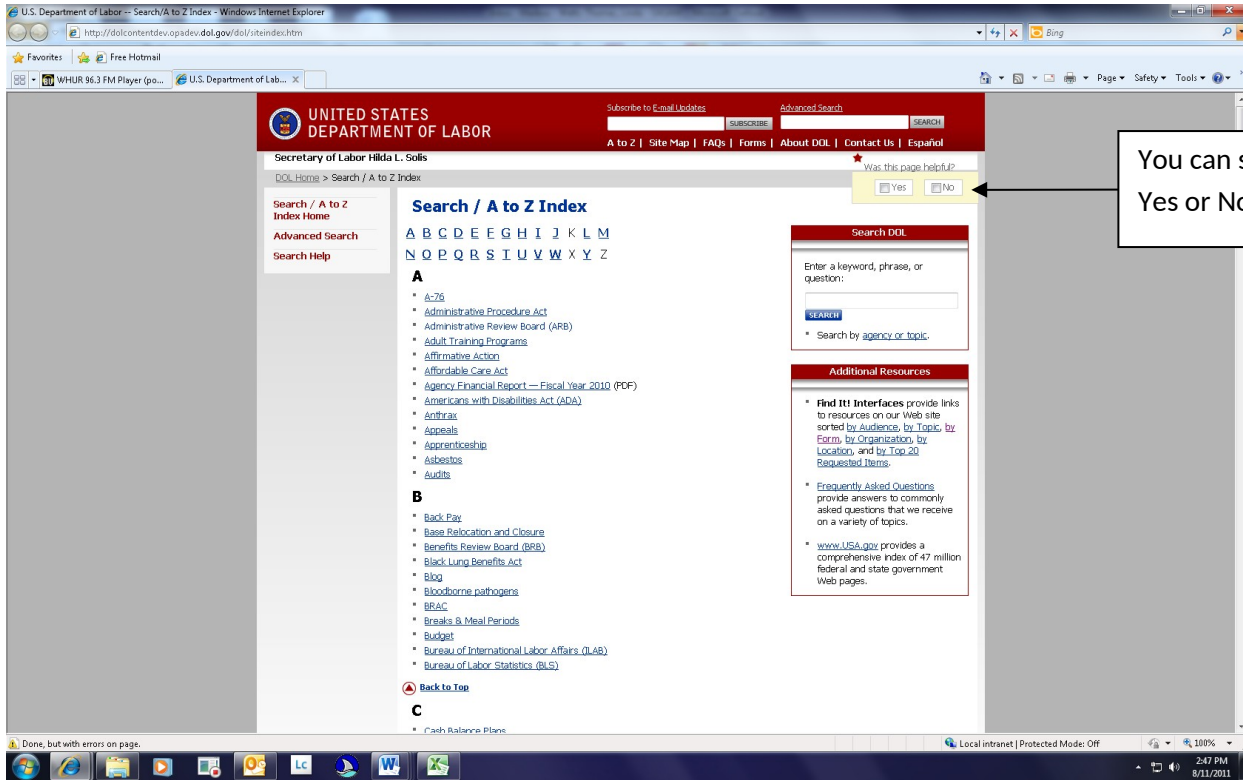 U.S. Department of Labor -- Search/A to Z Index - Windows Internet Explorer
http://dolcontentdev.opadev.dol.gov/dol/siteindex.htm
Bing
Favorites
Free Hotmail
WHUR 96.3 FM Player (po...
U.S. Department of Lab...
Page
Safety
Tools
UNITED STATES
DEPARTMENT OF LABOR
Subscribe to E-mail Updates
SUBSCRIBE
Advanced Search
SEARCH
A to Z | Site Map | FAQs | Forms | About DOL | Contact Us | Español
Secretary of Labor Hilda L. Solis
Was this page helpful?
Yes
No
You can s
Yes or No
DOL Home > Search / A to Z Index
Search / A to Z
Index Home
Advanced Search
Search Help
Search / A to Z Index
A B C D E F G H I J K L M
N O P Q R S T U V W X Y Z
A
A-76
Administrative Procedure Act
Administrative Review Board (ARB)
Adult Training Programs
Affirmative Action
Affordable Care Act
Agency Financial Report — Fiscal Year 2010 (PDF)
Americans with Disabilities Act (ADA)
Anthrax
Appeals
Apprenticeship
Asbestos
Audits
B
Back Pay
Base Relocation and Closure
Benefits Review Board (BRB)
Black Lung Benefits Act
Blog
Bloodborne pathogens
BRAC
Breaks & Meal Periods
Budget
Bureau of International Labor Affairs (ILAB)
Bureau of Labor Statistics (BLS)
Back to Top
C
Cash Balance Plans
Search DOL
Enter a keyword, phrase, or
question:
SEARCH
Search by agency or topic.
Additional Resources
Find It! Interfaces provide links
to resources on our Web site
sorted by Audience, by Topic, by
Form, by Organization, by
Location, and by Top 20
Requested Items.
Frequently Asked Questions
provide answers to commonly
asked questions that we receive
on a variety of topics.
www.USA.gov provides a
comprehensive index of 47 million
federal and state government
Web pages.
Done, but with errors on page.
Local intranet | Protected Mode: Off
100%
LC
2:47 PM
8/11/2011